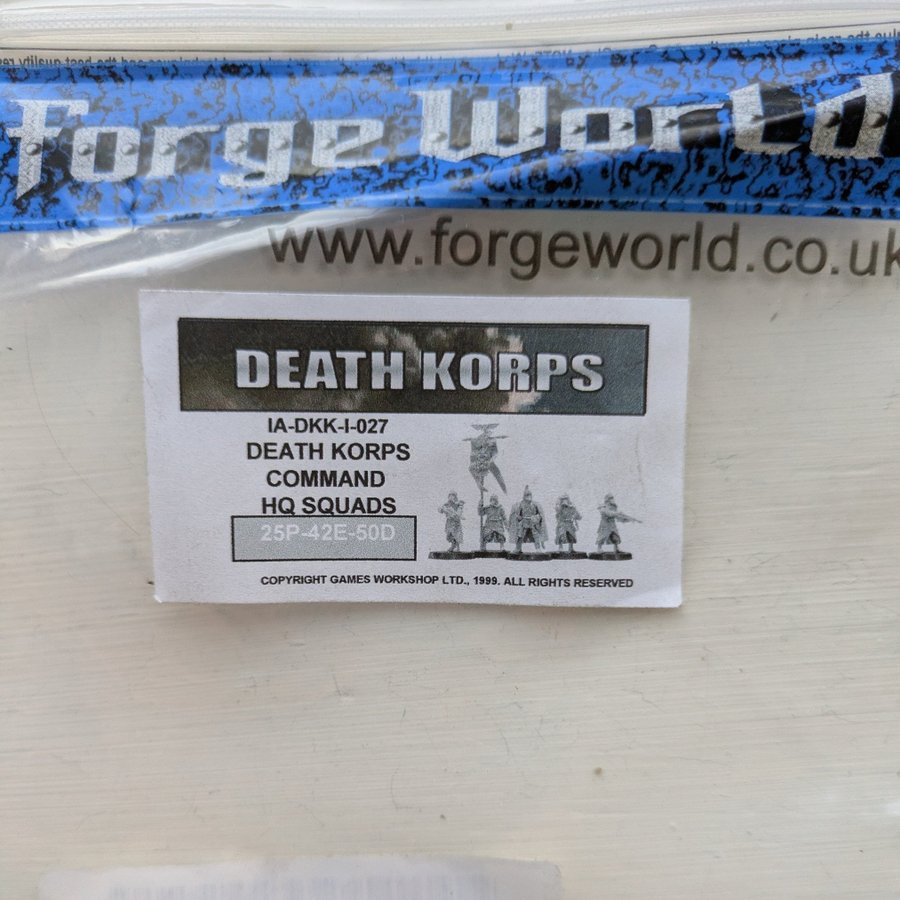 Forge World
www.forgeworld.co.uk
DEATH KORPS
IA-DKK-I-027
DEATH KORPS
COMMAND
HQ SQUADS
25P-42E-50D
COPYRIGHT GAMES WORKSHOP LTD., 1999. ALL RIGHTS RESERVED